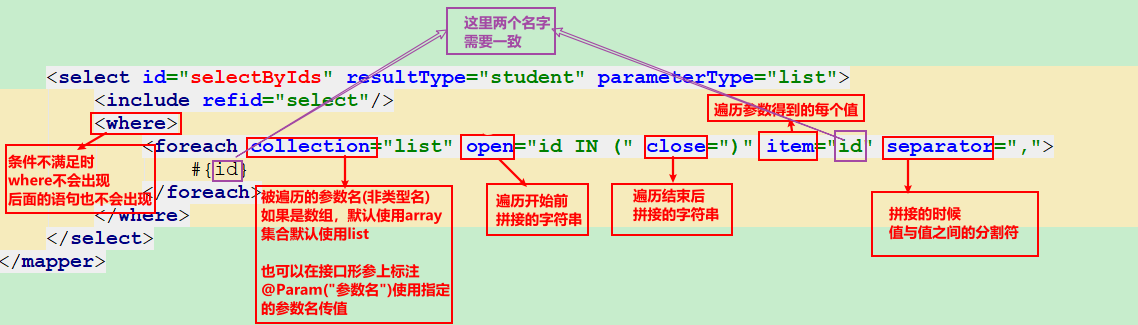 这里两个名字
需要一致
<select id="selectByIds" resultType="student" parameterType="list">
<include refid="select"/>
遍历参数得到的每个值
<where>
<foreach collection="list" open="id IN (" close=")" item="id" separator=",">
#{id}
</foreach>
</where>
</select>
</mapper>
条件不满足时
where不会出现
后面的语句也不会出现
被遍历的参数名(非类型名)
如果是数组，默认使用array
集合默认使用list
也可以在接口形参上标注
@Param("参数名")使用指定
的参数名传值
遍历开始前
拼接的字符串
遍历结束后
拼接的字符串
拼接的时候
值与值之间的分割符